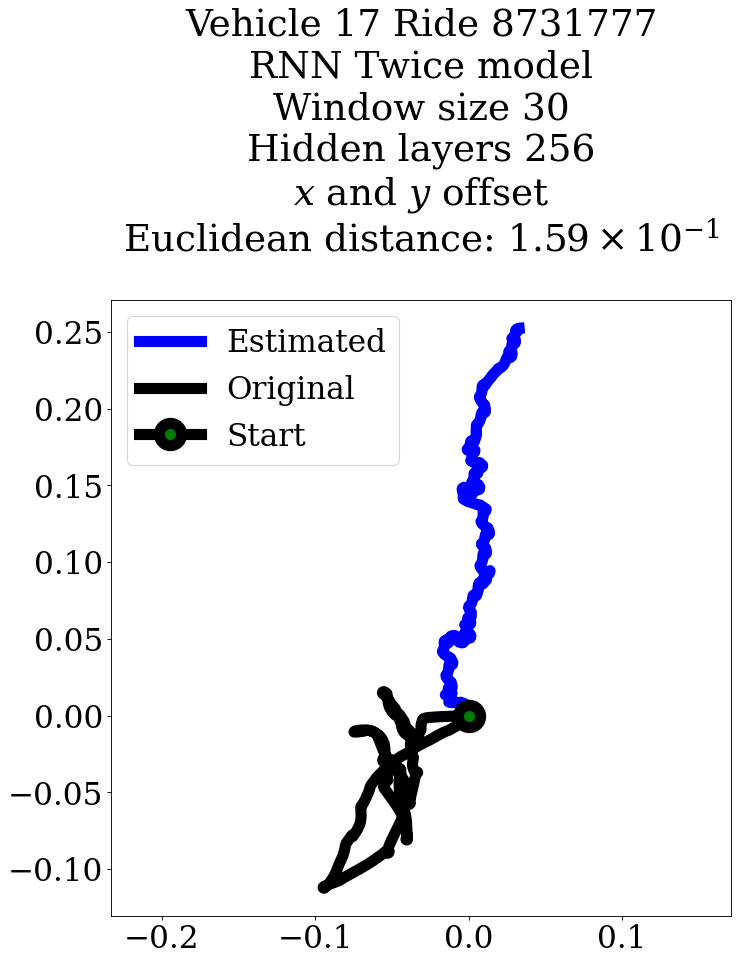 Vehicle 17 Ride 8731777
RNN Twice model
Window size 30
Hidden layers 256
x and y offset
Euclidean distance: 1.59 × 10⁻¹
Estimated
Original
Start
0.25
0.20
0.15
0.10
0.05
0.00
−0.05
−0.10
−0.2 −0.1 0.0 0.1